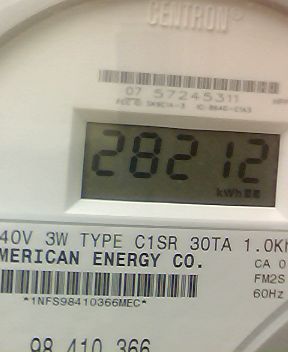 CENTRON®
07 57245311
28212
kWh
40V 3W TYPE C1SR 30TA 1.0Kh
MERICAN ENERGY CO.
CA 0
FM2S
60Hz
*1NFS98410366MEC*
98 410 366